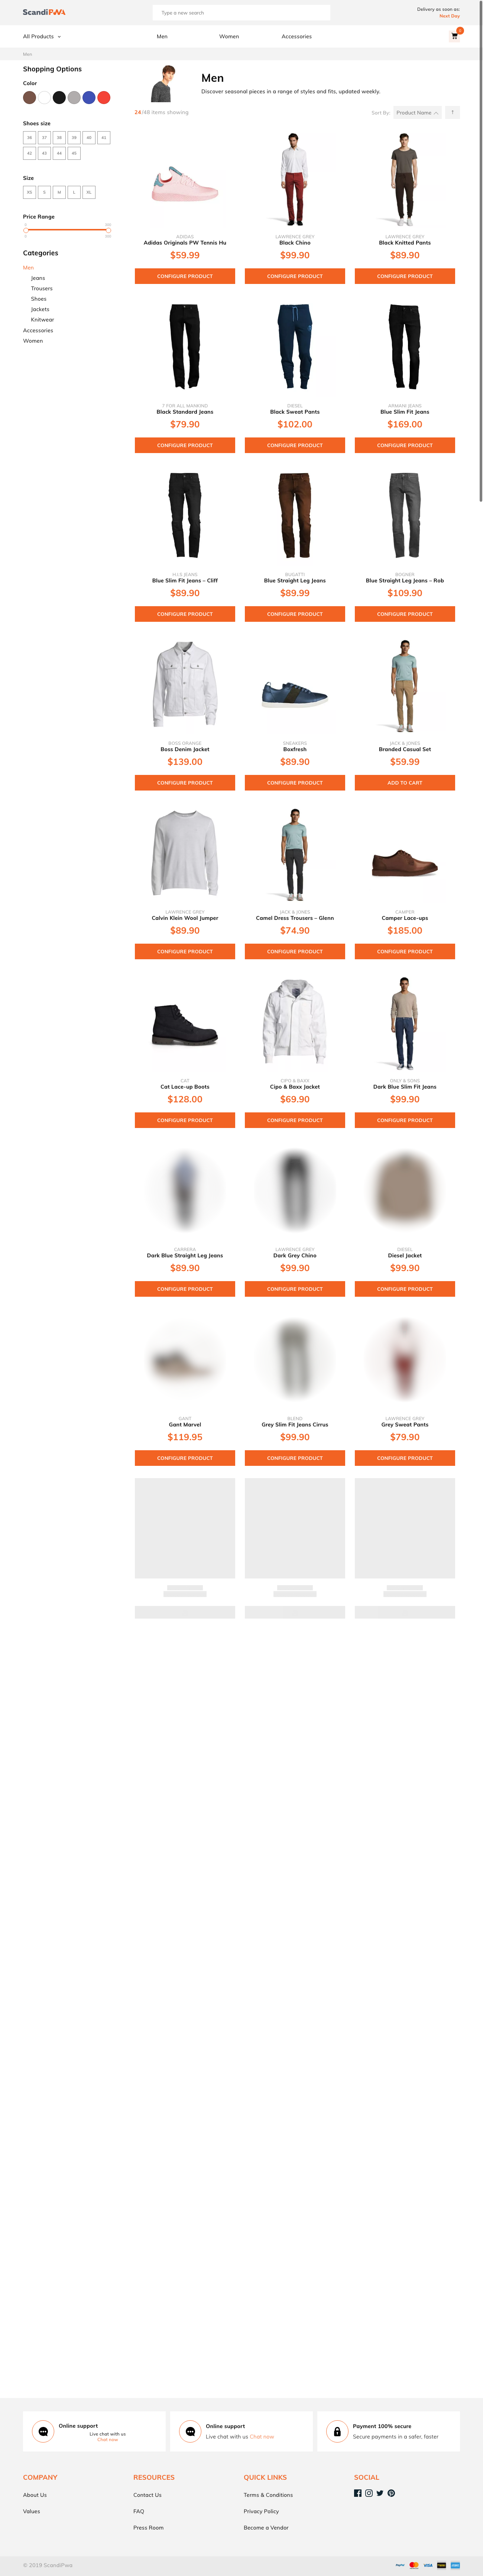 ScandiPWA
Type a new search
Delivery as soon as:
Next Day
All Products
Men
Women
Accessories
Men
Shopping Options
Color
Shoes size
36 37 38 39 40 41
42 43 44 45
Size
XS S M L XL
Price Range
Categories
Men
Jeans
Trousers
Shoes
Jackets
Knitwear
Accessories
Women
Men
Discover seasonal pieces in a range of styles and fits, updated weekly.
24/48 items showing
Sort By: Product Name
ADIDAS
Adidas Originals PW Tennis Hu
$59.99
CONFIGURE PRODUCT
LAWRENCE GREY
Black Chino
$99.90
CONFIGURE PRODUCT
LAWRENCE GREY
Black Knitted Pants
$89.90
CONFIGURE PRODUCT
7 FOR ALL MANKIND
Black Standard Jeans
$79.90
CONFIGURE PRODUCT
DIESEL
Black Sweat Pants
$102.00
CONFIGURE PRODUCT
ARMANI JEANS
Blue Slim Fit Jeans
$169.00
CONFIGURE PRODUCT
H.I.S JEANS
Blue Slim Fit Jeans – Cliff
$89.90
CONFIGURE PRODUCT
BUGATTI
Blue Straight Leg Jeans
$89.99
CONFIGURE PRODUCT
BOGNER
Blue Straight Leg Jeans – Rob
$109.90
CONFIGURE PRODUCT
BOSS ORANGE
Boss Denim Jacket
$139.00
CONFIGURE PRODUCT
SNEAKERS
Boxfresh
$89.90
CONFIGURE PRODUCT
JACK & JONES
Branded Casual Set
$59.99
ADD TO CART
LAWRENCE GREY
Calvin Klein Wool Jumper
$89.90
CONFIGURE PRODUCT
JACK & JONES
Camel Dress Trousers – Glenn
$74.90
CONFIGURE PRODUCT
CAMPER
Camper Lace-ups
$185.00
CONFIGURE PRODUCT
CAT
Cat Lace-up Boots
$128.00
CONFIGURE PRODUCT
CIPO & BAXX
Cipo & Baxx Jacket
$69.90
CONFIGURE PRODUCT
ONLY & SONS
Dark Blue Slim Fit Jeans
$99.90
CONFIGURE PRODUCT
CARRERA
Dark Blue Straight Leg Jeans
$89.90
CONFIGURE PRODUCT
LAWRENCE GREY
Dark Grey Chino
$99.90
CONFIGURE PRODUCT
DIESEL
Diesel Jacket
$99.90
CONFIGURE PRODUCT
GANT
Gant Marvel
$119.95
CONFIGURE PRODUCT
BLEND
Grey Slim Fit Jeans Cirrus
$99.90
CONFIGURE PRODUCT
LAWRENCE GREY
Grey Sweat Pants
$79.90
CONFIGURE PRODUCT
Online support
Live chat with us
Chat now
Online support
Live chat with us Chat now
Payment 100% secure
Secure payments in a safer, faster
COMPANY
About Us
Values
RESOURCES
Contact Us
FAQ
Press Room
QUICK LINKS
Terms & Conditions
Privacy Policy
Become a Vendor
SOCIAL
© 2019 ScandiPwa
PayPal
VISA